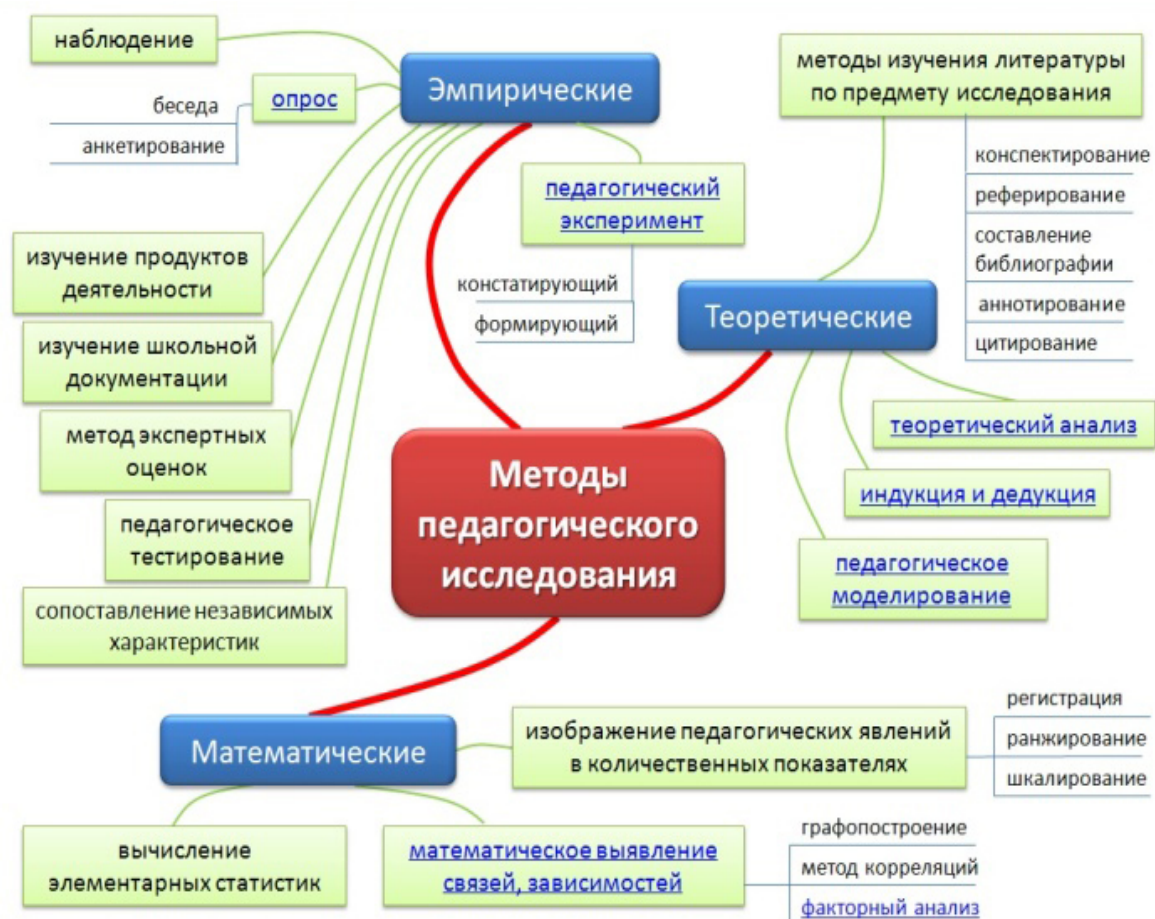 наблюдение
Эмпирические
опрос
беседа
анкетирование
педагогический
эксперимент
констатирующий
формирующий
изучение продуктов
деятельности
изучение школьной
документации
метод экспертных
оценок
педагогическое
тестирование
сопоставление независимых
характеристик
методы изучения литературы
по предмету исследования
конспектирование
реферирование
составление
библиографии
аннотирование
цитирование
Теоретические
теоретический анализ
индукция и дедукция
педагогическое
моделирование
Методы
педагогического
исследования
Математические
изображение педагогических явлений
в количественных показателях
регистрация
ранжирование
шкалирование
вычисление
элементарных статистик
математическое выявление
связей, зависимостей
графопостроение
метод корреляций
факторный анализ